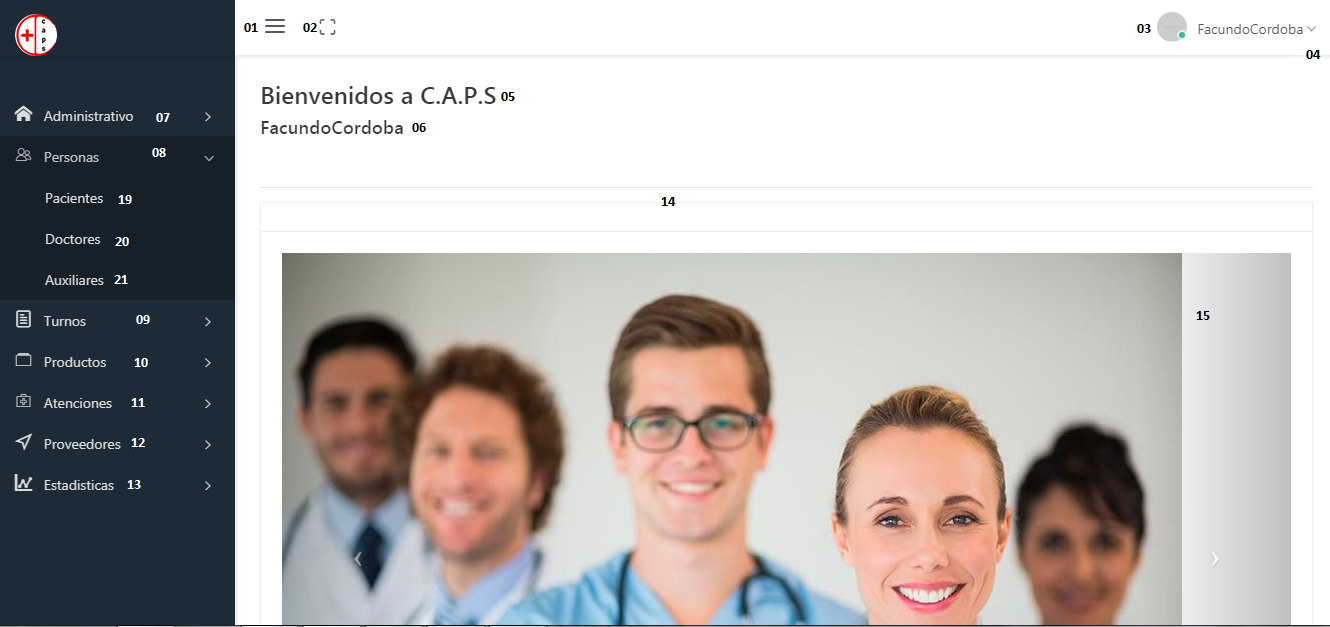 caps
01 02 03 FacundoCordoba
04
Bienvenidos a C.A.P.S 05
FacundoCordoba 06
Administrativo 07
Personas 08
Pacientes 19
Doctores 20
Auxiliares 21
Turnos 09
Productos 10
Atenciones 11
Proveedores 12
Estadisticas 13
14
15